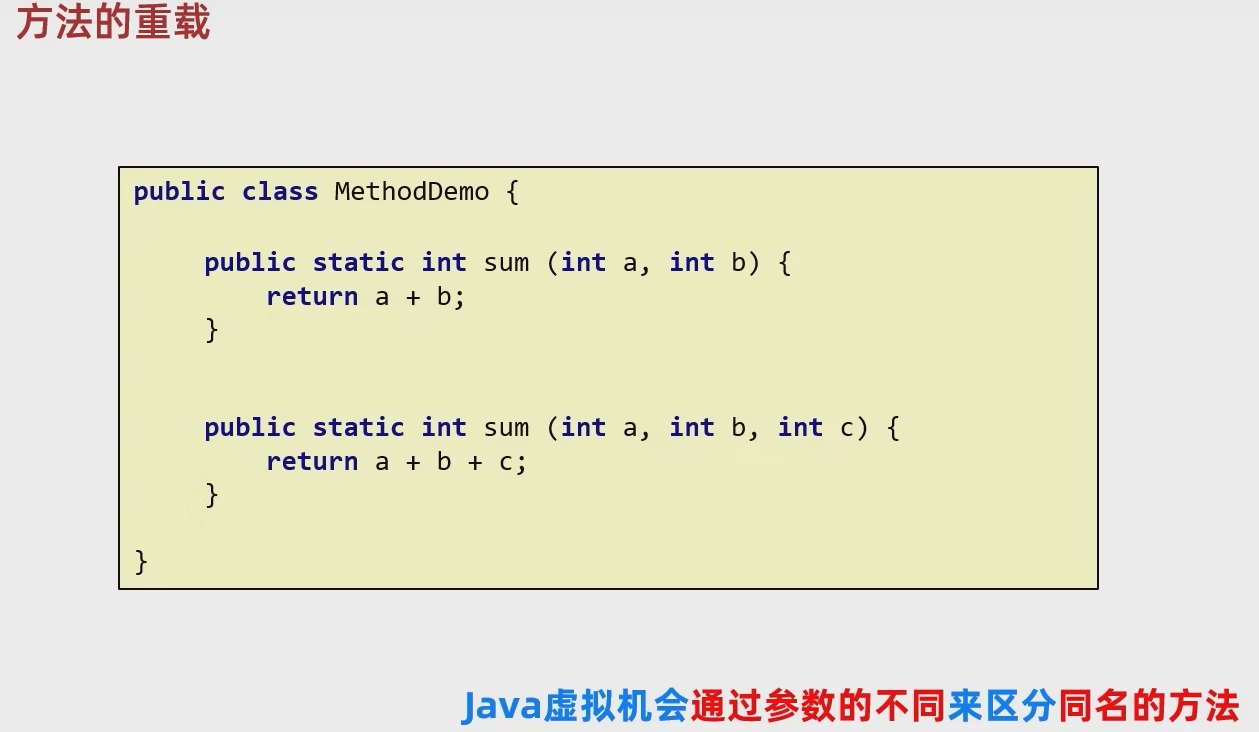 方法的重载
public class MethodDemo {
public static int sum (int a, int b) {
return a + b;
}
public static int sum (int a, int b, int c) {
return a + b + c;
}
}
Java虚拟机会通过参数的不同来区分同名的方法